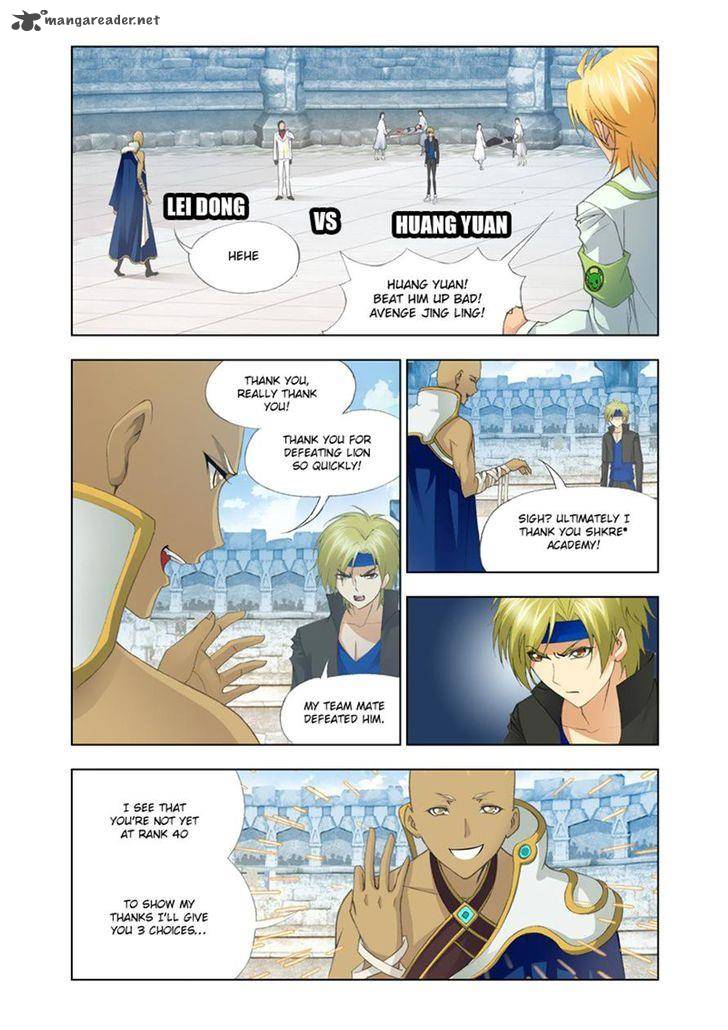 mangareader.net
LEI DONG
VS
HUANG YUAN
HEHE
HUANG YUAN!
BEAT HIM UP BAD!
AVENGE JING LING!
THANK YOU,
REALLY THANK
YOU!
THANK YOU FOR
DEFEATING LION
SO QUICKLY!
MY TEAM MATE
DEFEATED HIM.
SIGH? ULTIMATELY I
THANK YOU SHKRE*
ACADEMY!
I SEE THAT
YOU'RE NOT YET
AT RANK 40
TO SHOW MY
THANKS I'LL GIVE
YOU 3 CHOICES...